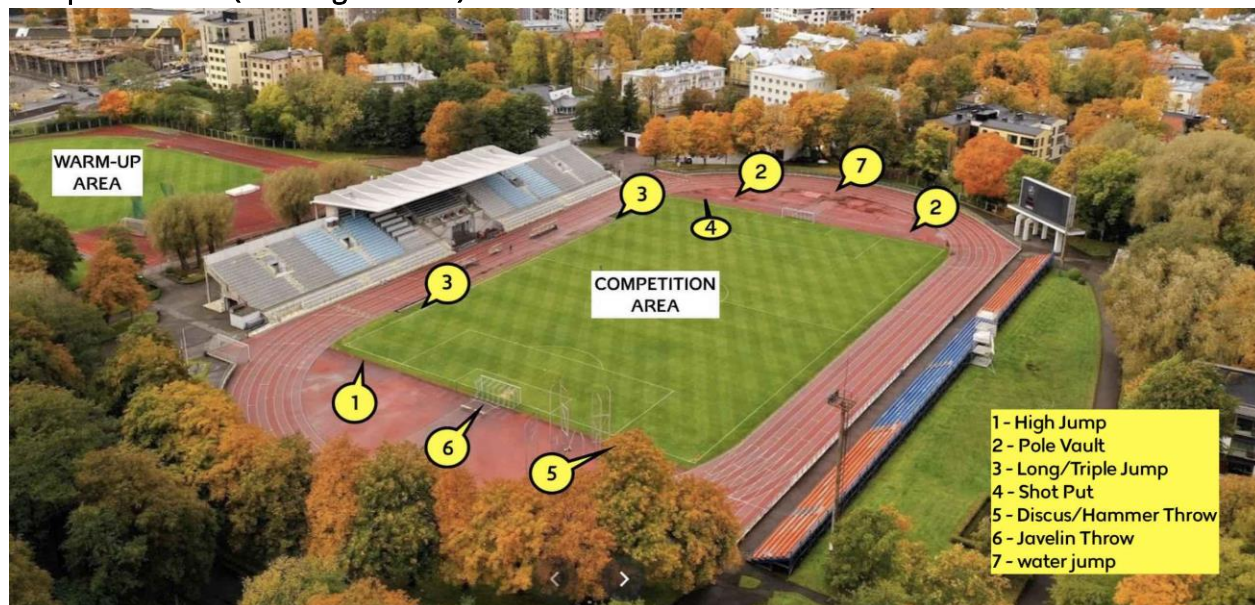 WARM-UP
AREA
3
2
7
2
4
3
COMPETITION
AREA
1
6
5
1 - High Jump
2 - Pole Vault
3 - Long/Triple Jump
4 - Shot Put
5 - Discus/Hammer Throw
6 - Javelin Throw
7 - water jump